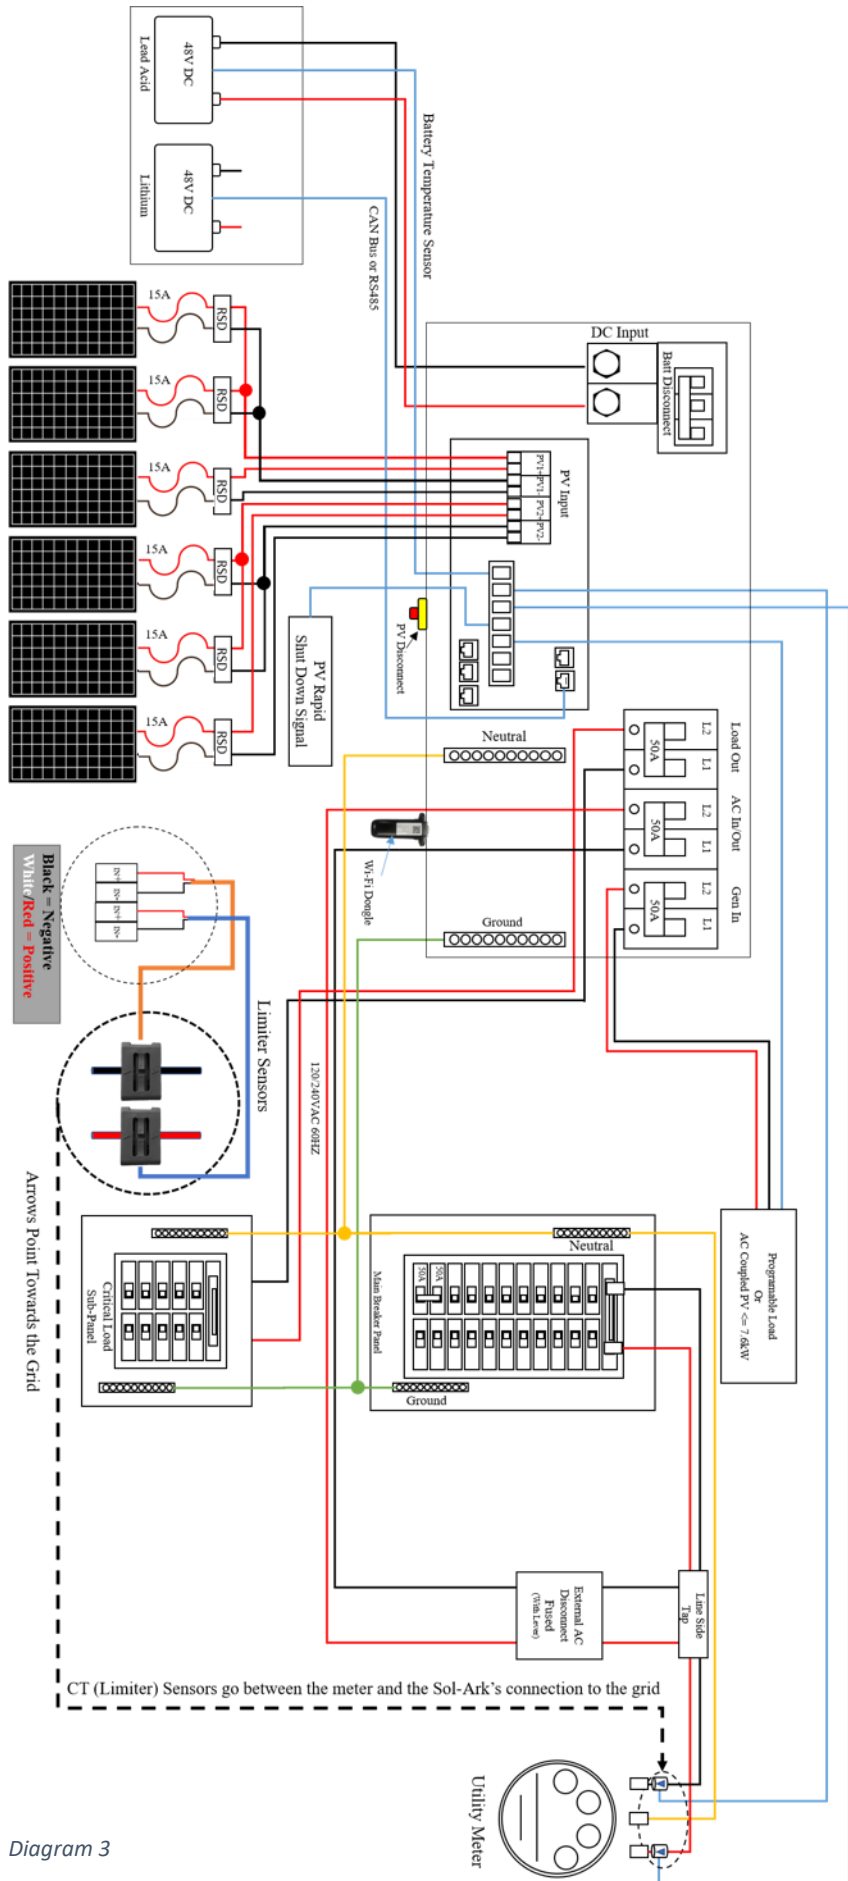 48V DC
Lead Acid
48V DC
Lithium
Battery Temperature Sensor
CAN Bus or RS485
15A
RSD
15A
RSD
15A
RSD
15A
RSD
15A
RSD
15A
RSD
DC Input
Batt Disconnect
PV Input
PV1+
PV1-
PV2+
PV2-
PV Disconnect
PV Rapid
Shut Down Signal
Neutral
Load Out
L2
L1
50A
AC In/Out
L2
L1
50A
Gen In
L2
L1
50A
Wi-Fi Dongle
Ground
IN+
IN-
IN+
IN-
Black = Negative
White/Red = Positive
Limiter Sensors
120/240VAC 60HZ
Arrows Point Towards the Grid
Programable Load
Or
AC Coupled PV <= 7.6kW
Neutral
50A
50A
Main Breaker Panel
Ground
Critical Load
Sub-Panel
External AC
Disconnect
Fused
(With Lever)
Line Side
Tap
CT (Limiter) Sensors go between the meter and the Sol-Ark's connection to the grid
Utility Meter
Diagram 3